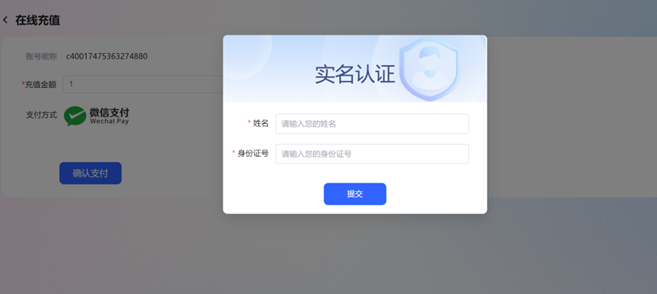 在线充值
账号昵称 c40017475363274880
*充值金额 1
支付方式 微信支付
Wechat Pay
确认支付
实名认证
* 姓名 请输入您的姓名
* 身份证号 请输入您的身份证号
提交